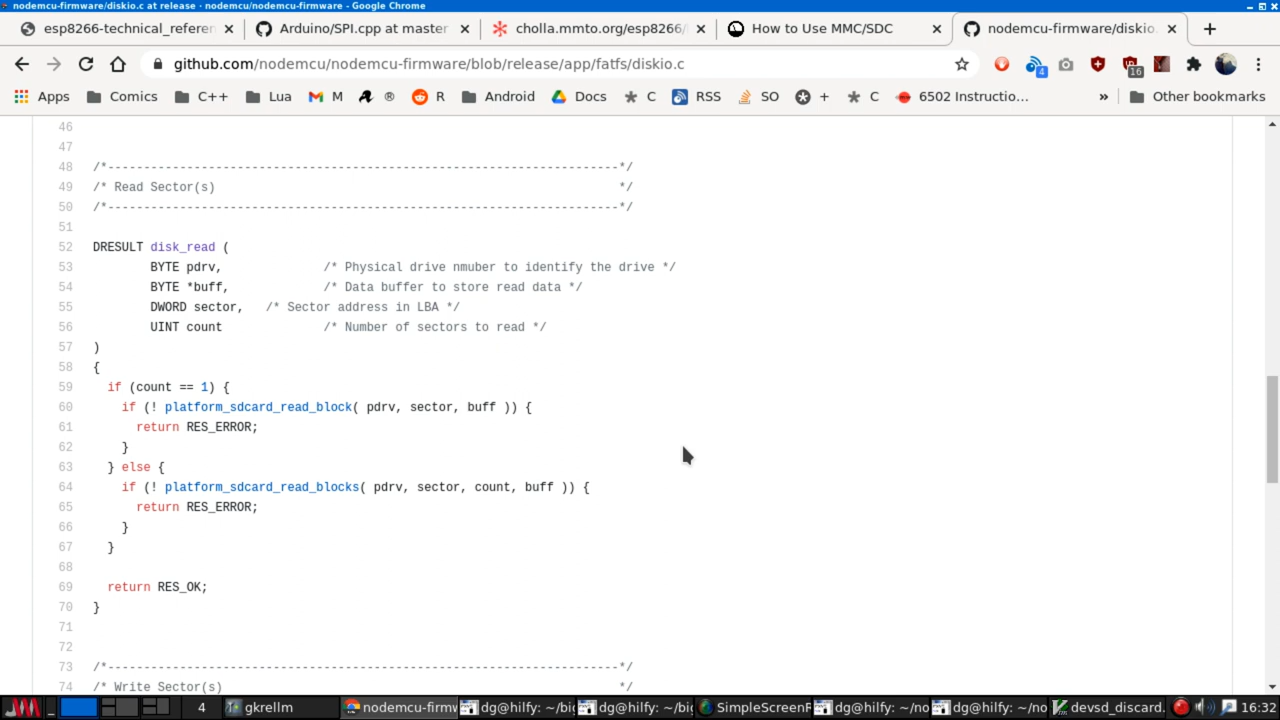 nodemcu-firmware/diskio.c at release · nodemcu/nodemcu-firmware - Google Chrome
esp8266-technical_referen
Arduino/SPI.cpp at master
cholla.mmto.org/esp8266/
How to Use MMC/SDC
nodemcu-firmware/diskio.
github.com/nodemcu/nodemcu-firmware/blob/release/app/fatfs/diskio.c
4
16
Apps Comics C++ Lua M ® R Android Docs C RSS SO + C 6502 Instructio… » Other bookmarks
46
47
48 /*-----------------------------------------------------------------------*/
49 /* Read Sector(s)                                                        */
50 /*-----------------------------------------------------------------------*/
51
52 DRESULT disk_read (
53         BYTE pdrv,              /* Physical drive nmuber to identify the drive */
54         BYTE *buff,             /* Data buffer to store read data */
55         DWORD sector,   /* Sector address in LBA */
56         UINT count              /* Number of sectors to read */
57 )
58 {
59   if (count == 1) {
60     if (! platform_sdcard_read_block( pdrv, sector, buff )) {
61       return RES_ERROR;
62     }
63   } else {
64     if (! platform_sdcard_read_blocks( pdrv, sector, count, buff )) {
65       return RES_ERROR;
66     }
67   }
68
69   return RES_OK;
70 }
71
72
73 /*-----------------------------------------------------------------------*/
74 /* Write Sector(s)                                                       */
4 gkrellm nodemcu-firmw dg@hilfy: ~/big dg@hilfy: ~/big SimpleScreenR dg@hilfy: ~/no dg@hilfy: ~/no devsd_discard. 16:32